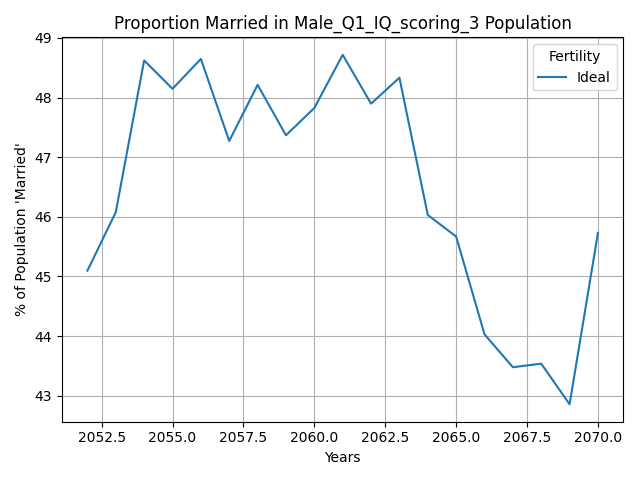 Proportion Married in Male_Q1_IQ_scoring_3 Population
Fertility
Ideal
49
48
47
46
45
44
43
% of Population 'Married'
2052.5 2055.0 2057.5 2060.0 2062.5 2065.0 2067.5 2070.0
Years